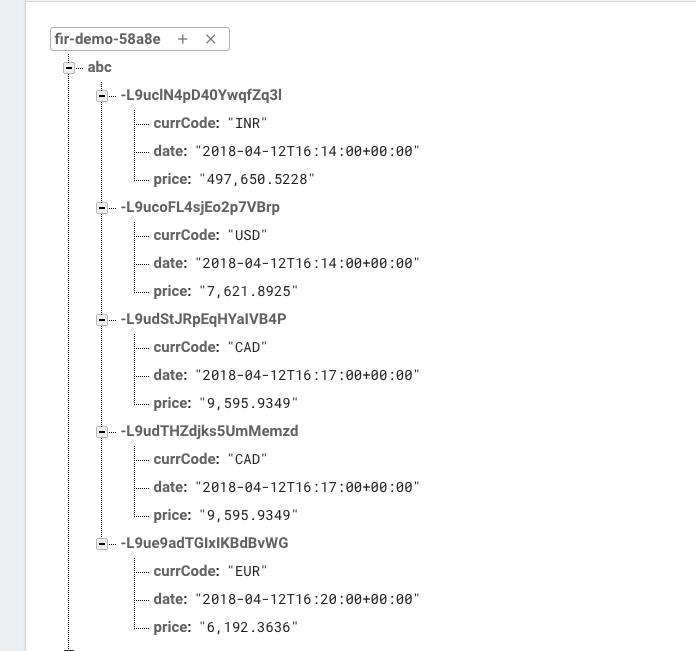 fir-demo-58a8e + ×
abc
-L9uclN4pD40YwqfZq3l
currCode: "INR"
date: "2018-04-12T16:14:00+00:00"
price: "497,650.5228"
-L9ucoFL4sjEo2p7VBrp
currCode: "USD"
date: "2018-04-12T16:14:00+00:00"
price: "7,621.8925"
-L9udStJRpEqHYaIVB4P
currCode: "CAD"
date: "2018-04-12T16:17:00+00:00"
price: "9,595.9349"
-L9udTHZdjks5UmMemzd
currCode: "CAD"
date: "2018-04-12T16:17:00+00:00"
price: "9,595.9349"
-L9ue9adTGIxIKBdBvWG
currCode: "EUR"
date: "2018-04-12T16:20:00+00:00"
price: "6,192.3636"